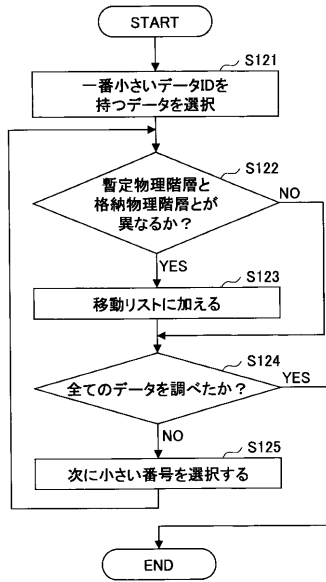 START
S121
一番小さいデータIDを
持つデータを選択
S122
暫定物理階層と
格納物理階層とが
異なるか？
NO
YES
S123
移動リストに加える
S124
全てのデータを調べたか？
YES
NO
S125
次に小さい番号を選択する
END